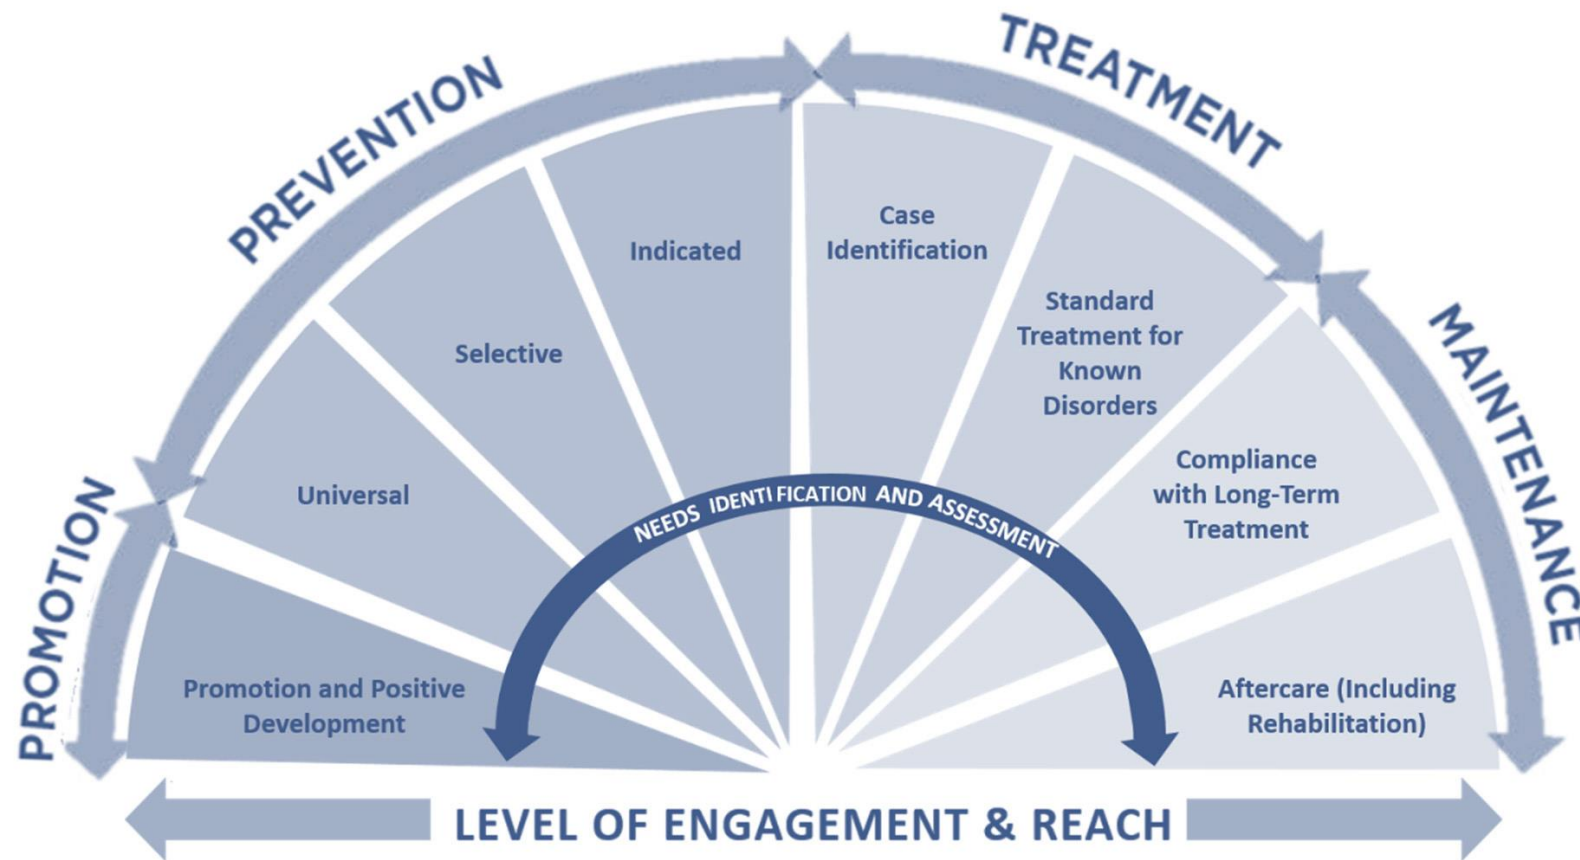 PROMOTION
PREVENTION
TREATMENT
MAINTENANCE
Promotion and Positive
Development
Universal
Selective
Indicated
Case
Identification
Standard
Treatment for
Known
Disorders
Compliance
with Long-Term
Treatment
Aftercare (Including
Rehabilitation)
NEEDS IDENTIFICATION AND ASSESSMENT
LEVEL OF ENGAGEMENT & REACH